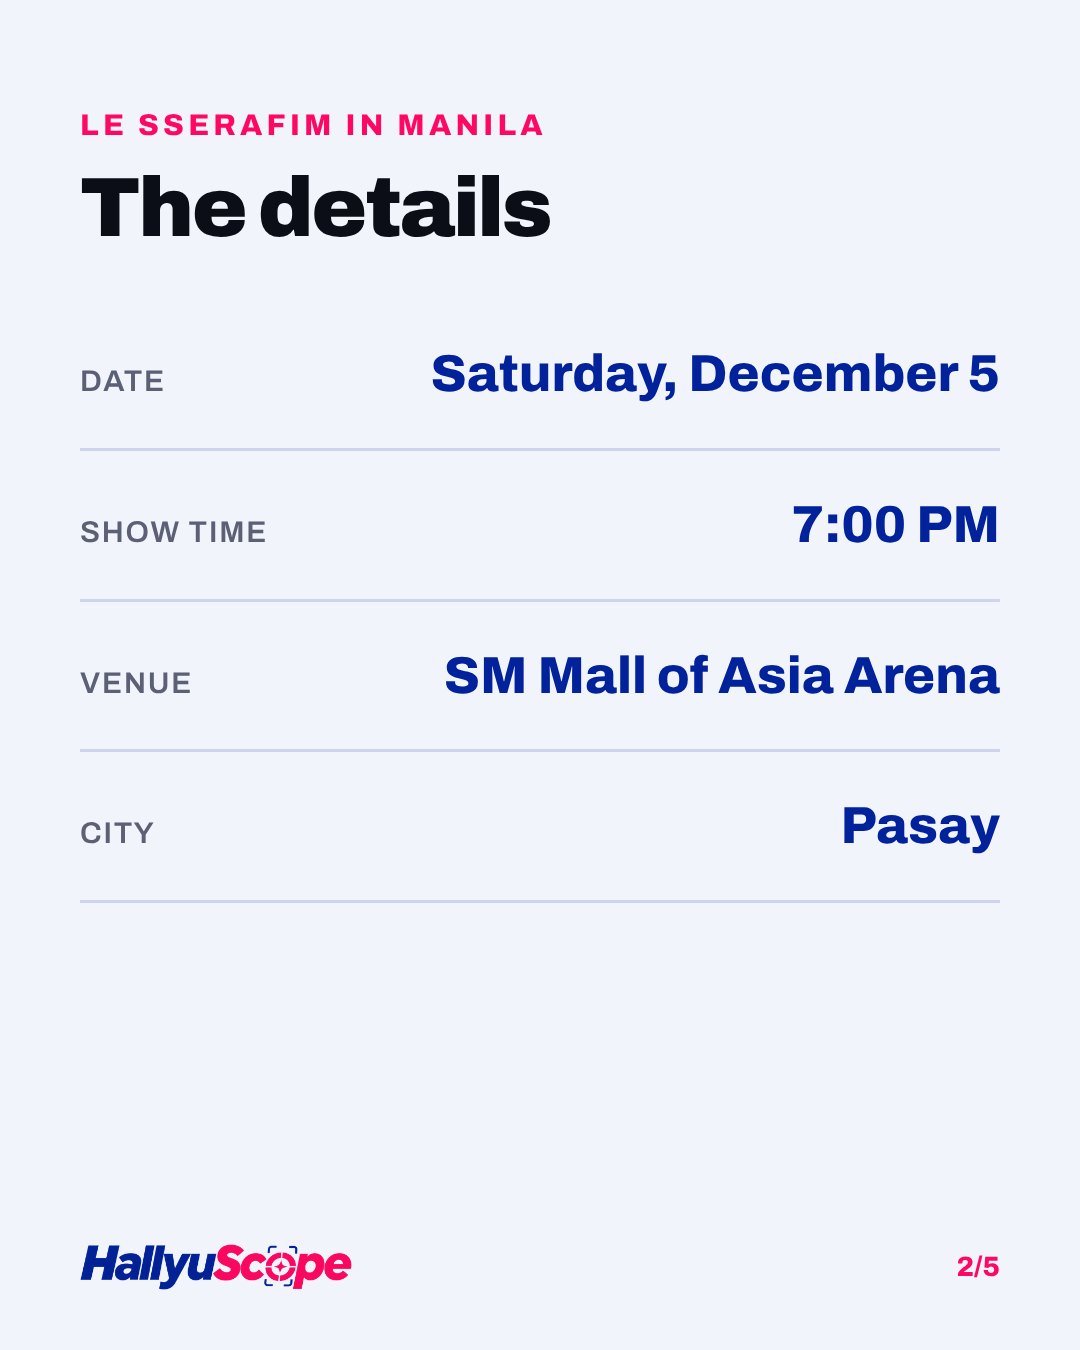 LE SSERAFIM IN MANILA
The details
DATE
Saturday, December 5
SHOW TIME
7:00 PM
VENUE
SM Mall of Asia Arena
CITY
Pasay
HallyuScope
2/5